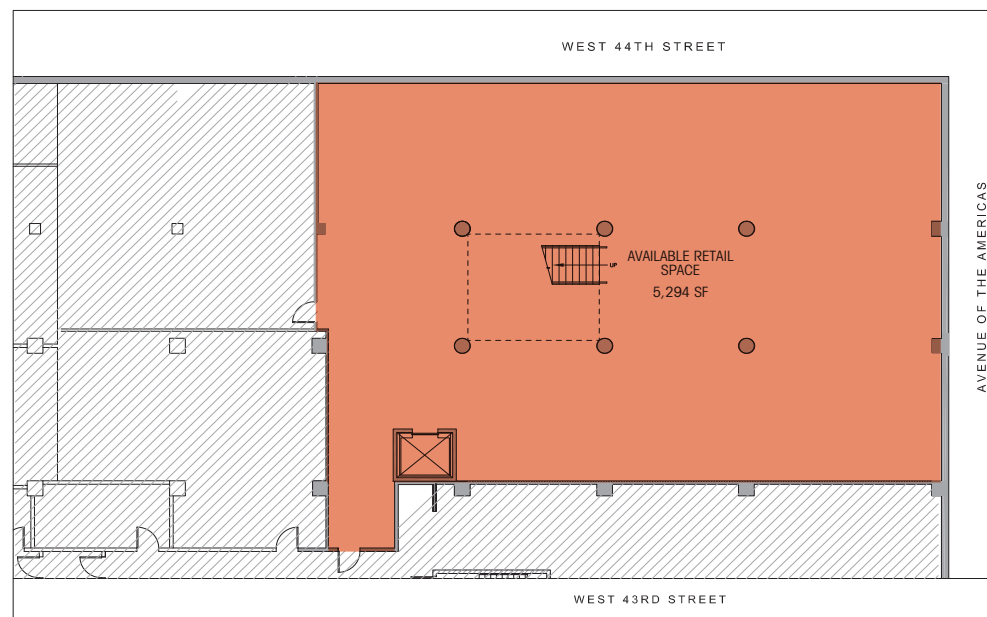 WEST 44TH STREET
AVENUE OF THE AMERICAS
AVAILABLE RETAIL
SPACE
5,294 SF
UP
WEST 43RD STREET